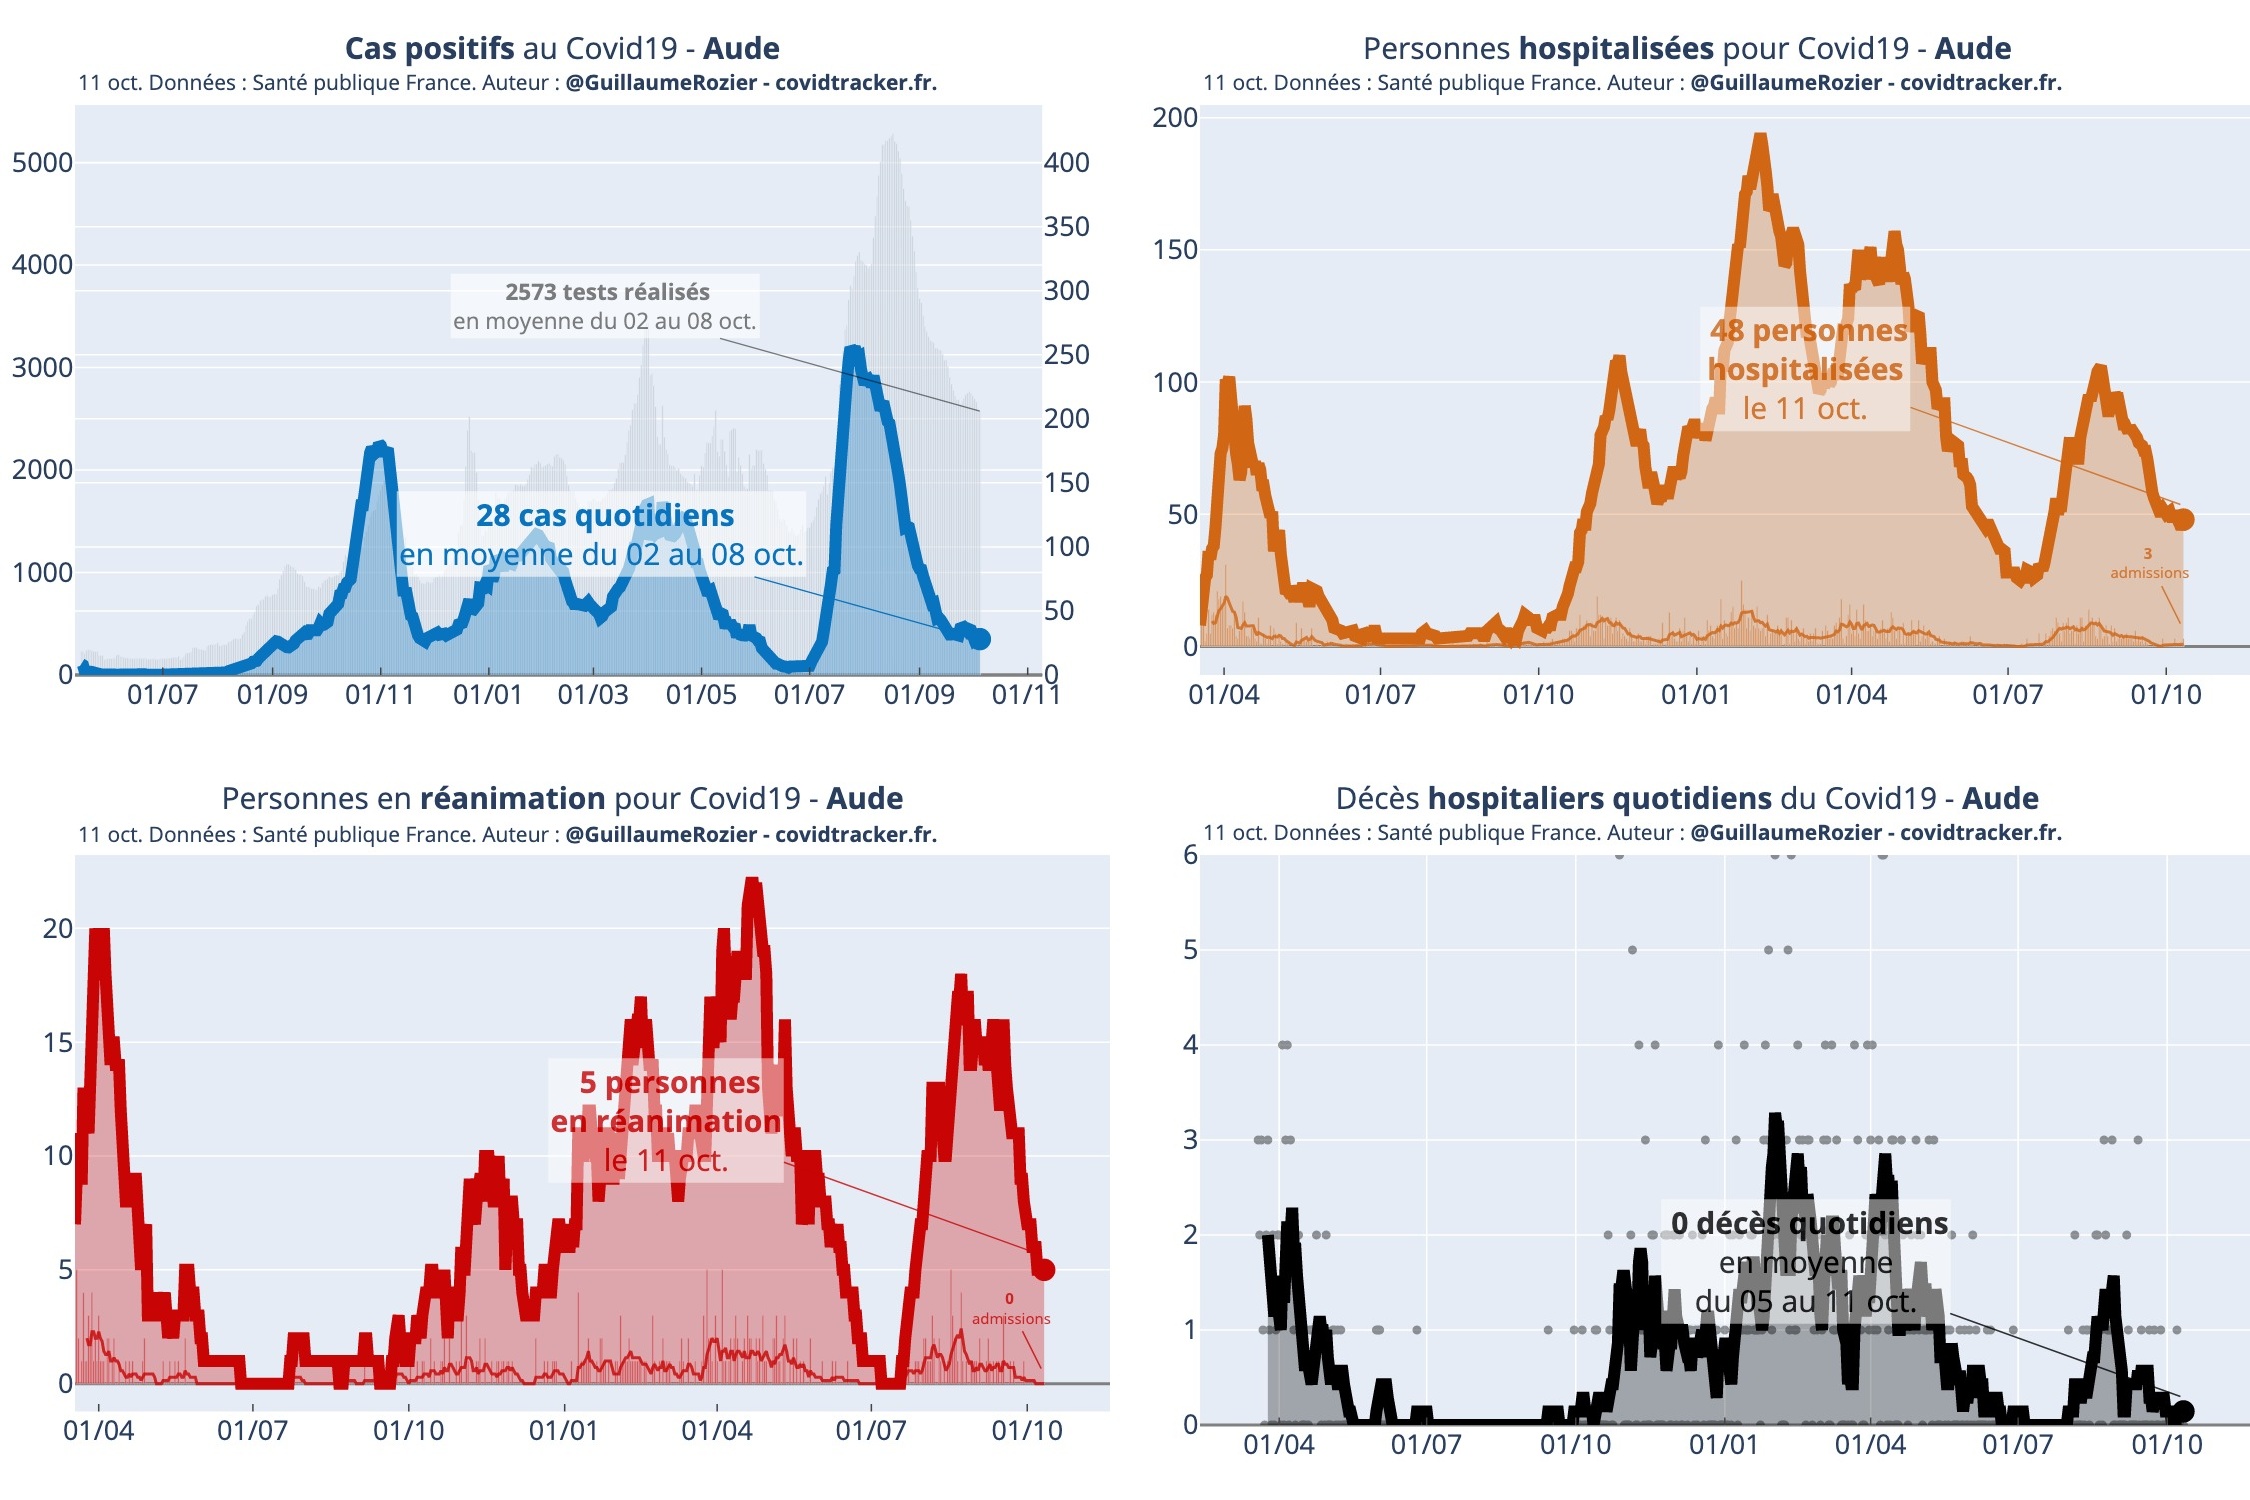 Cas positifs au Covid19 - Aude
11 oct. Données : Santé publique France. Auteur : @GuillaumeRozier - covidtracker.fr.
5000
4000
3000
2000
1000
0
400
350
300
250
200
150
100
50
0
2573 tests réalisés
en moyenne du 02 au 08 oct.
28 cas quotidiens
en moyenne du 02 au 08 oct.
01/07 01/09 01/11 01/01 01/03 01/05 01/07 01/09 01/11
Personnes hospitalisées pour Covid19 - Aude
11 oct. Données : Santé publique France. Auteur : @GuillaumeRozier - covidtracker.fr.
200
150
100
50
0
48 personnes
hospitalisées
le 11 oct.
3
admissions
01/04 01/07 01/10 01/01 01/04 01/07 01/10
Personnes en réanimation pour Covid19 - Aude
11 oct. Données : Santé publique France. Auteur : @GuillaumeRozier - covidtracker.fr.
20
15
10
5
0
5 personnes
en réanimation
le 11 oct.
0
admissions
01/04 01/07 01/10 01/01 01/04 01/07 01/10
Décès hospitaliers quotidiens du Covid19 - Aude
11 oct. Données : Santé publique France. Auteur : @GuillaumeRozier - covidtracker.fr.
6
5
4
3
2
1
0
0 décès quotidiens
en moyenne
du 05 au 11 oct.
01/04 01/07 01/10 01/01 01/04 01/07 01/10